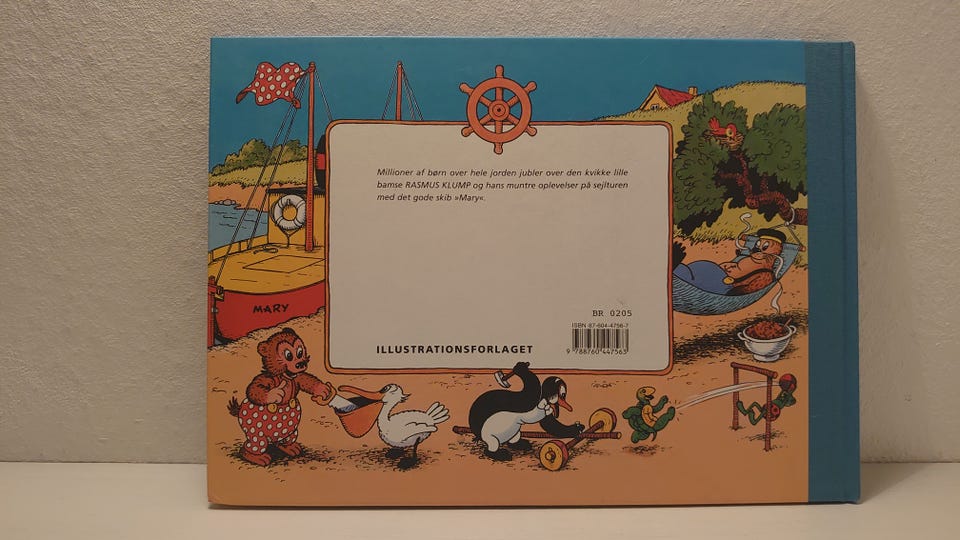 Millioner af børn over hele jorden jubler over den kvikke lille
bamse RASMUS KLUMP og hans muntre oplevelser på sejlturen
med det gode skib »Mary«.
MARY
BR 0205
ISBN 87-604-4756-7
9 788760 447563
ILLUSTRATIONSFORLAGET